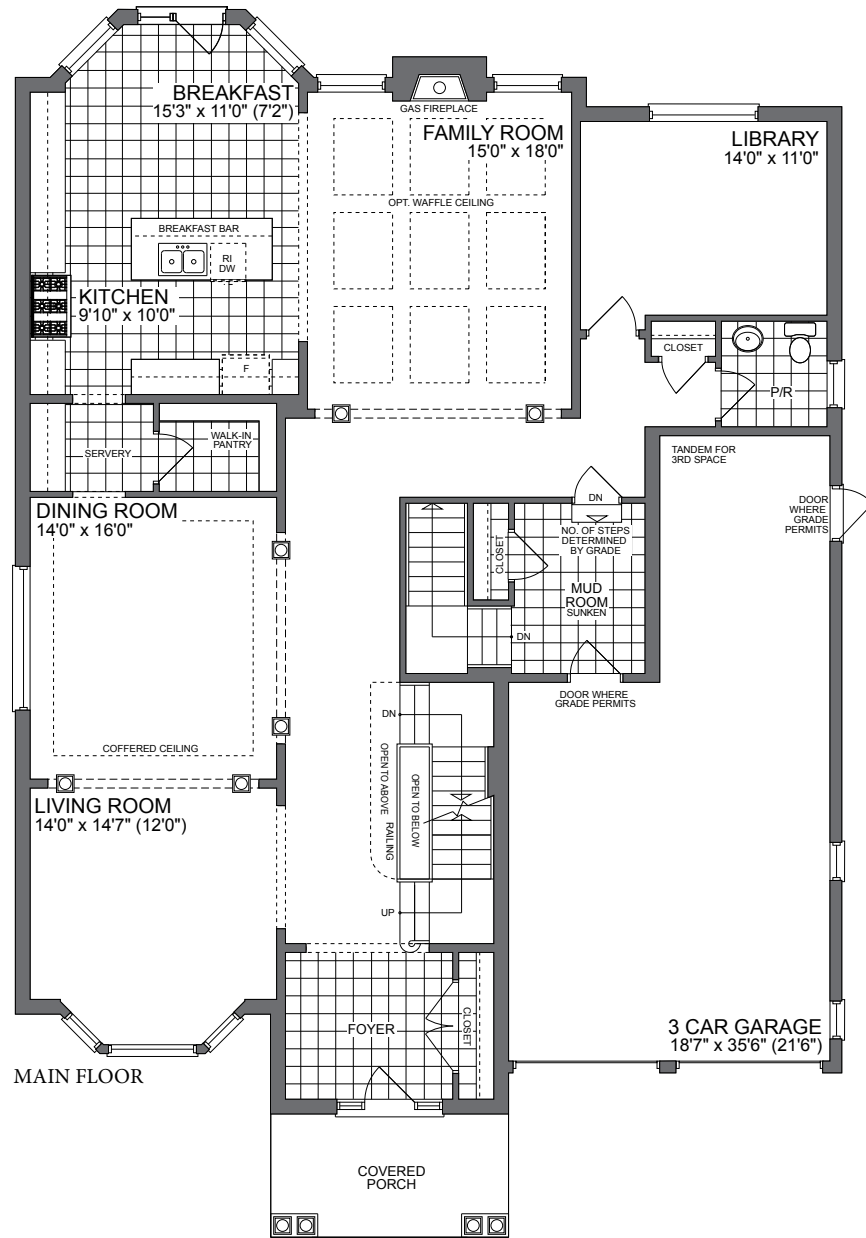 BREAKFAST
15'3" x 11'0" (7'2")
GAS FIREPLACE
FAMILY ROOM
15'0" x 18'0"
LIBRARY
14'0" x 11'0"
OPT. WAFFLE CEILING
BREAKFAST BAR
RI
DW
KITCHEN
9'10" x 10'0"
F
CLOSET
P/R
SERVERY
WALK-IN
PANTRY
TANDEM FOR
3RD SPACE
DINING ROOM
14'0" x 16'0"
DN
DOOR
WHERE
GRADE
PERMITS
CLOSET
NO. OF STEPS
DETERMINED
BY GRADE
MUD
ROOM
SUNKEN
DN
DOOR WHERE
GRADE PERMITS
DN
COFFERED CEILING
OPEN TO ABOVE
RAILING
OPEN TO BELOW
LIVING ROOM
14'0" x 14'7" (12'0")
UP
FOYER
CLOSET
3 CAR GARAGE
18'7" x 35'6" (21'6")
MAIN FLOOR
COVERED
PORCH